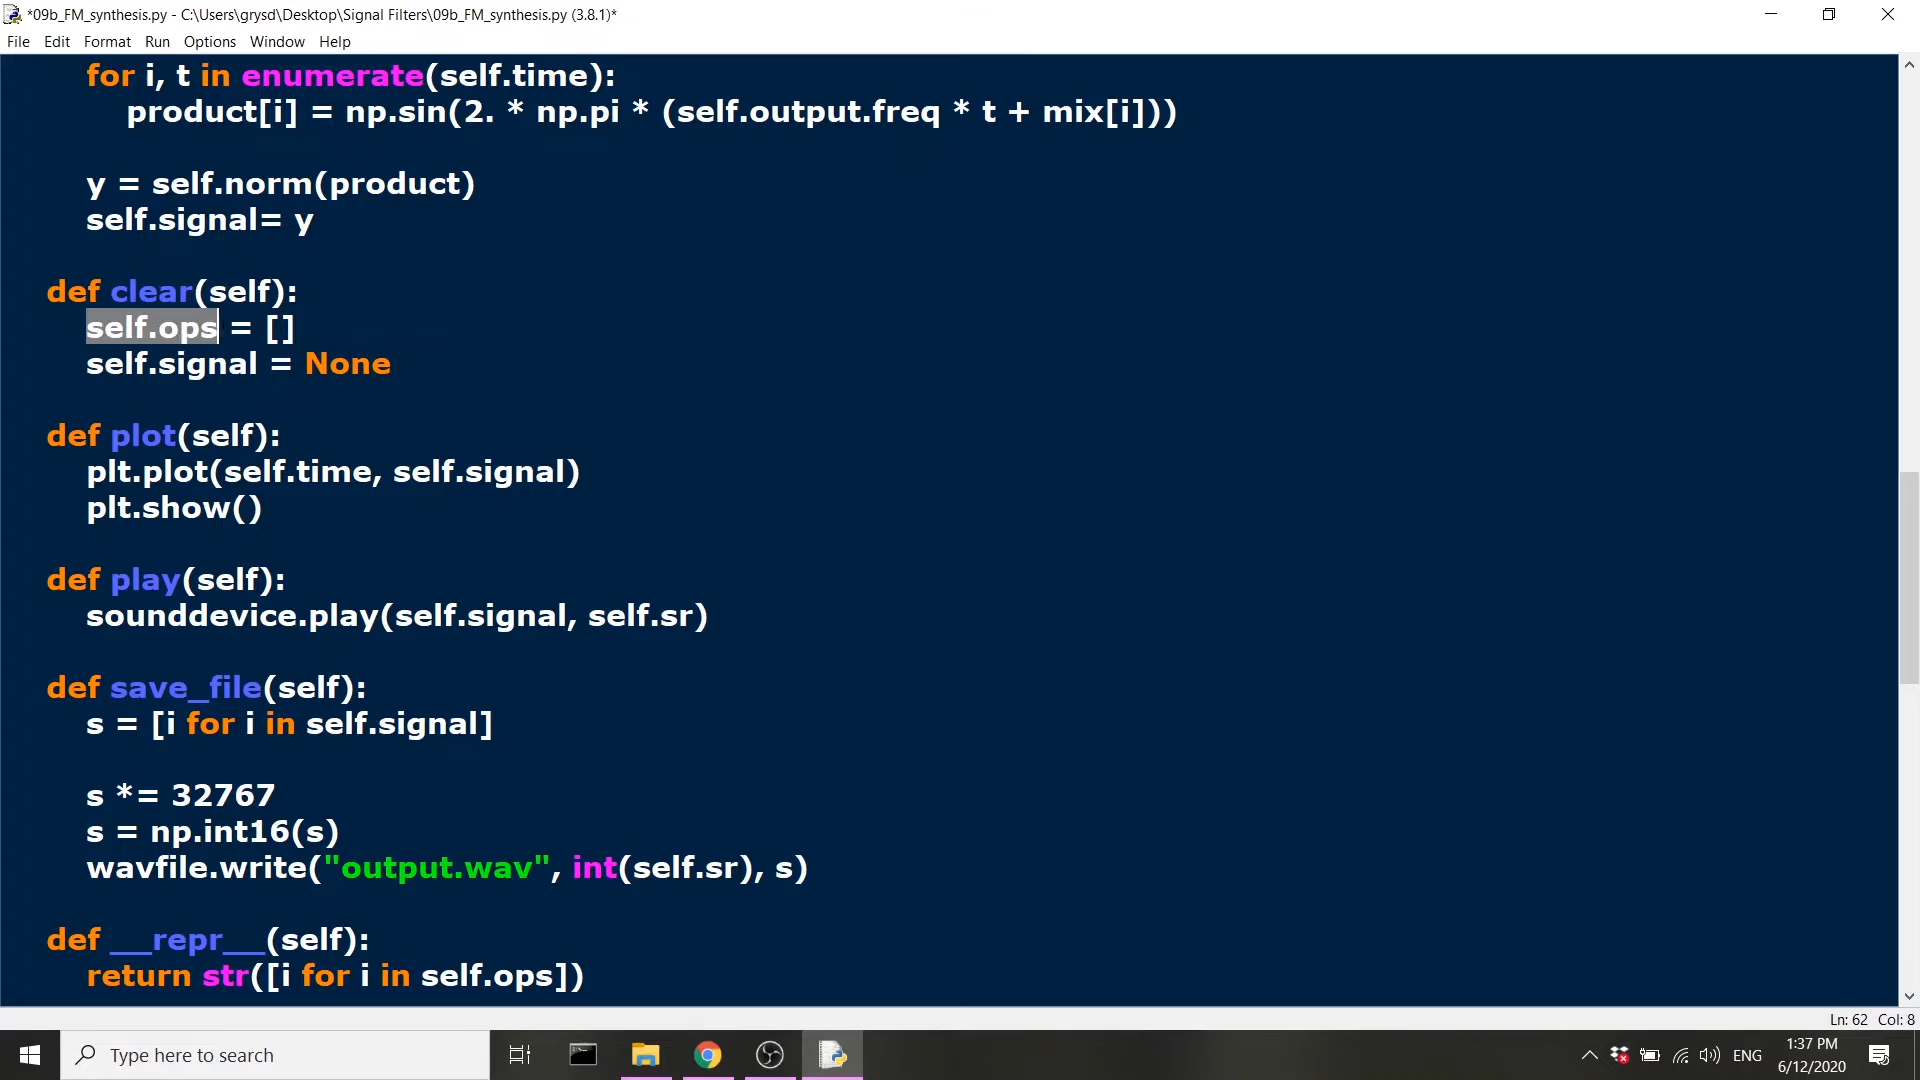 *09b_FM_synthesis.py - C:\Users\grysd\Desktop\Signal Filters\09b_FM_synthesis.py (3.8.1)*
File Edit Format Run Options Window Help
for i, t in enumerate(self.time):
product[i] = np.sin(2. * np.pi * (self.output.freq * t + mix[i]))
y = self.norm(product)
self.signal= y
def clear(self):
self.ops = []
self.signal = None
def plot(self):
plt.plot(self.time, self.signal)
plt.show()
def play(self):
sounddevice.play(self.signal, self.sr)
def save_file(self):
s = [i for i in self.signal]
s *= 32767
s = np.int16(s)
wavfile.write("output.wav", int(self.sr), s)
def __repr__(self):
return str([i for i in self.ops])
Ln: 62 Col: 8
Type here to search
ENG
1:37 PM
6/12/2020